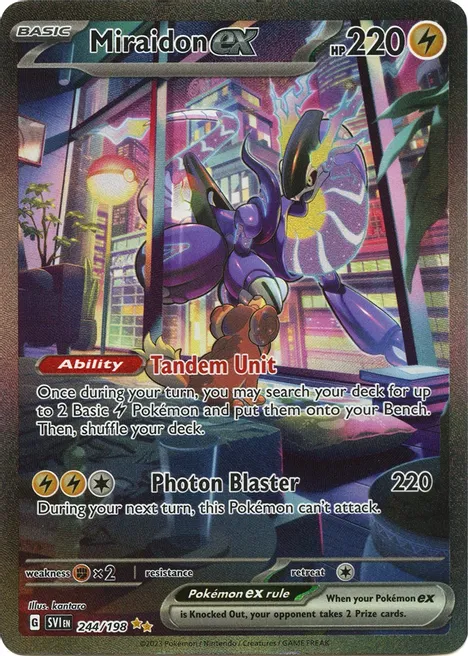 BASIC
Miraidon ex HP 220
Ability Tandem Unit
Once during your turn, you may search your deck for up
to 2 Basic Pokémon and put them onto your Bench.
Then, shuffle your deck.
Photon Blaster 220
During your next turn, this Pokémon can't attack.
weakness ×2 resistance retreat
Pokémon ex rule When your Pokémon ex
is Knocked Out, your opponent takes 2 Prize cards.
Illus. kantaro
G SVI EN 244/198
©2023 Pokémon / Nintendo / Creatures / GAME FREAK